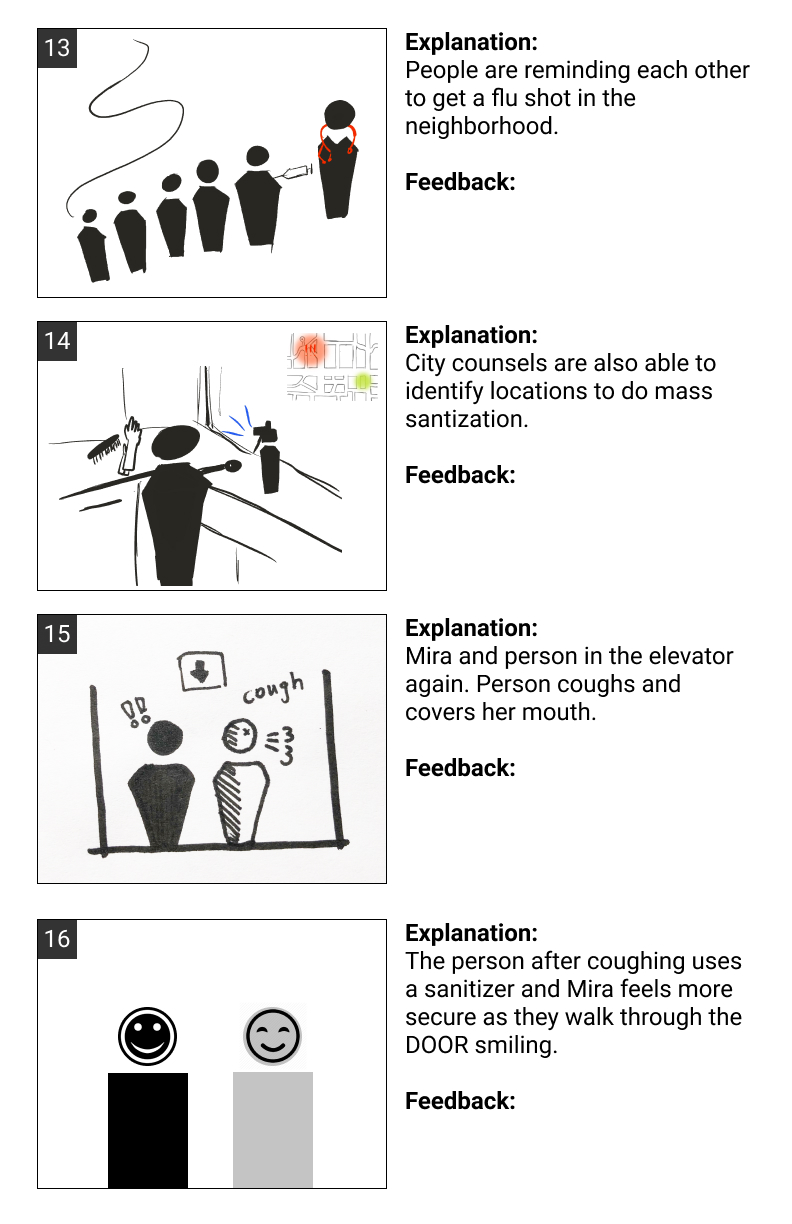 13
Explanation:
People are reminding each other
to get a flu shot in the
neighborhood.
Feedback:
14
Explanation:
City counsels are also able to
identify locations to do mass
santization.
Feedback:
15
!!
cough
Explanation:
Mira and person in the elevator
again. Person coughs and
covers her mouth.
Feedback:
16
Explanation:
The person after coughing uses
a sanitizer and Mira feels more
secure as they walk through the
DOOR smiling.
Feedback: